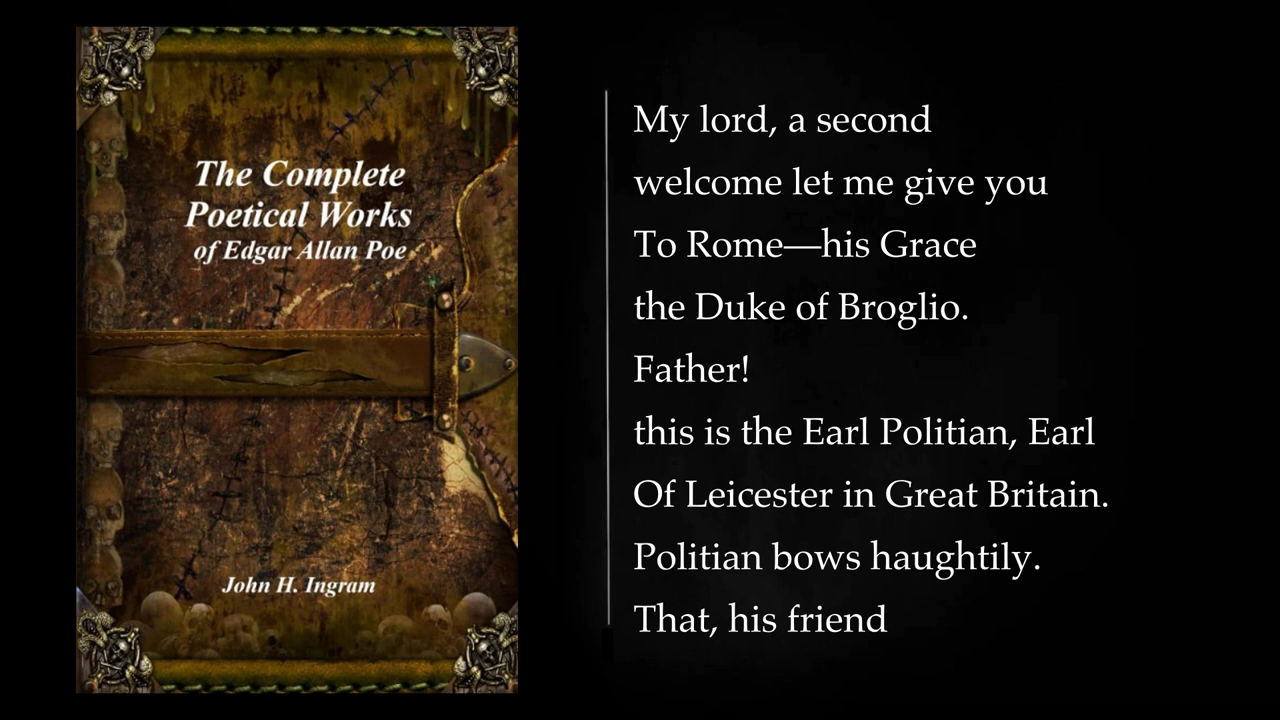 The Complete
Poetical Works
of Edgar Allan Poe
John H. Ingram
My lord, a second
welcome let me give you
To Rome—his Grace
the Duke of Broglio.
Father!
this is the Earl Politian, Earl
Of Leicester in Great Britain.
Politian bows haughtily.
That, his friend